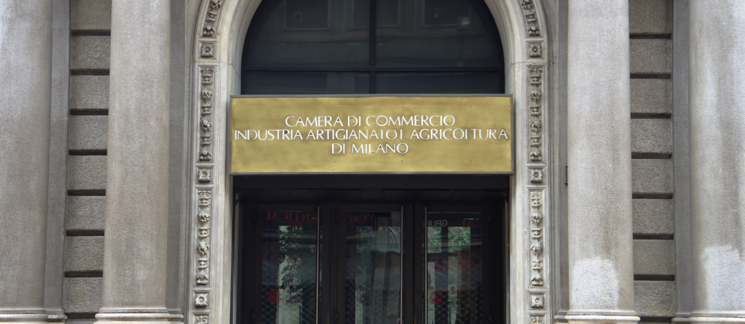 CAMERA DI COMMERCIO
INDUSTRIA ARTIGIANATO E AGRICOLTURA
DI MILANO